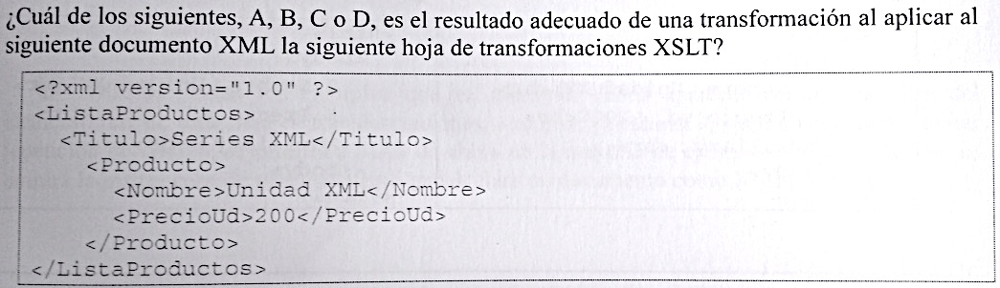 ¿Cuál de los siguientes, A, B, C o D, es el resultado adecuado de una transformación al aplicar al
siguiente documento XML la siguiente hoja de transformaciones XSLT?
<?xml version="1.0" ?>
<ListaProductos>
<Titulo>Series XML</Titulo>
<Producto>
<Nombre>Unidad XML</Nombre>
<PrecioUd>200</PrecioUd>
</Producto>
</ListaProductos>